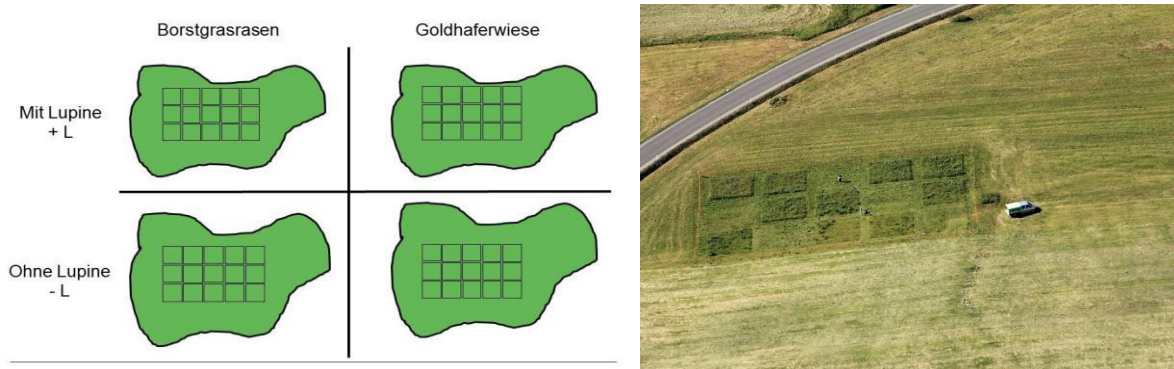 Borstgrasrasen
Goldhaferwiese
Mit Lupine
+ L
Ohne Lupine
- L